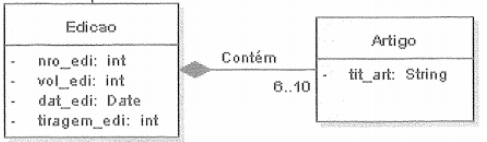 Edicao
- nro_edi: int
- vol_edi: int
- dat_edi: Date
- tiragem_edi: int
Contém
6..10
Artigo
- tit_art: String